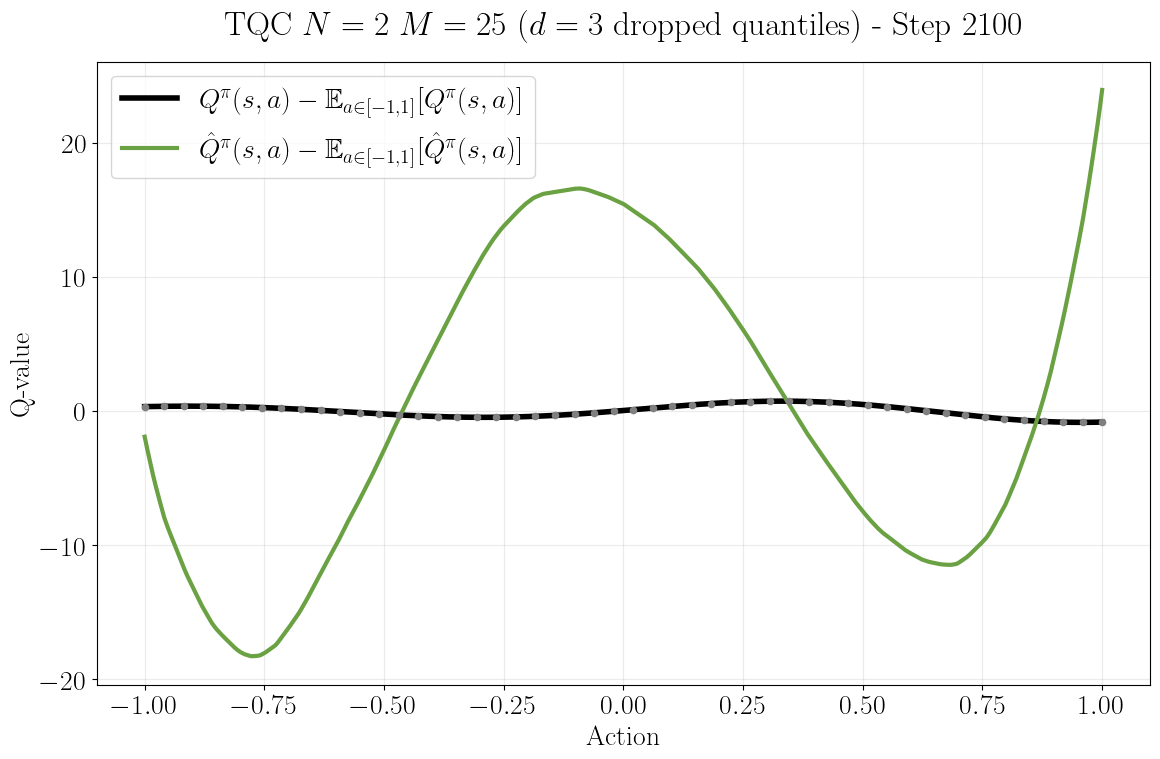 TQC N = 2 M = 25 (d = 3 dropped quantiles) - Step 2100
Q^π(s, a) − 𝔼_{a∈[−1,1]}[Q^π(s, a)]
Q̂^π(s, a) − 𝔼_{a∈[−1,1]}[Q̂^π(s, a)]
Q-value
20
10
0
−10
−20
−1.00 −0.75 −0.50 −0.25 0.00 0.25 0.50 0.75 1.00
Action